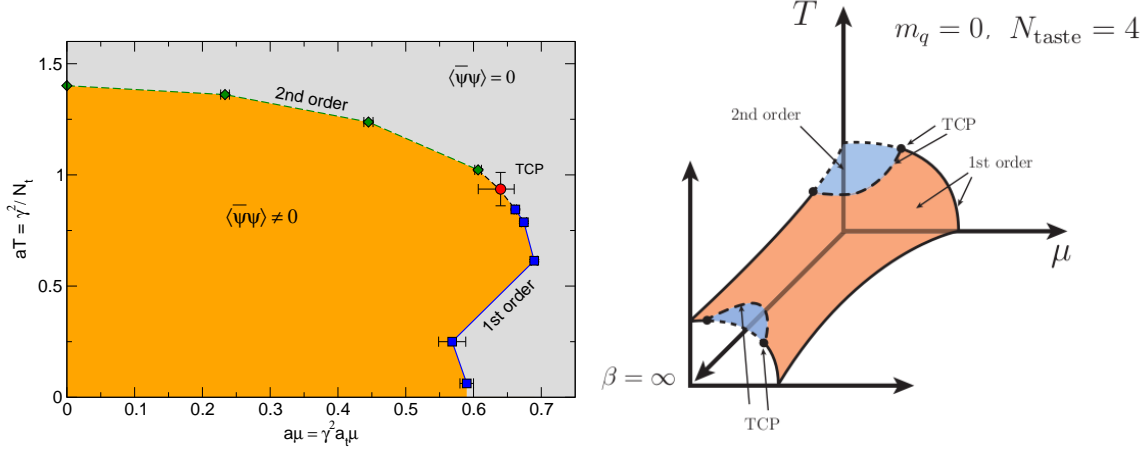 1.5
1
0.5
0
aT = γ²/ N_t
⟨ψ̄ψ⟩ = 0
2nd order
TCP
⟨ψ̄ψ⟩ ≠ 0
1st order
0
0.1
0.2
0.3
0.4
0.5
0.6
0.7
aμ = γ²a_tμ
T
m_q = 0, N_taste = 4
2nd order
TCP
1st order
μ
β = ∞
TCP